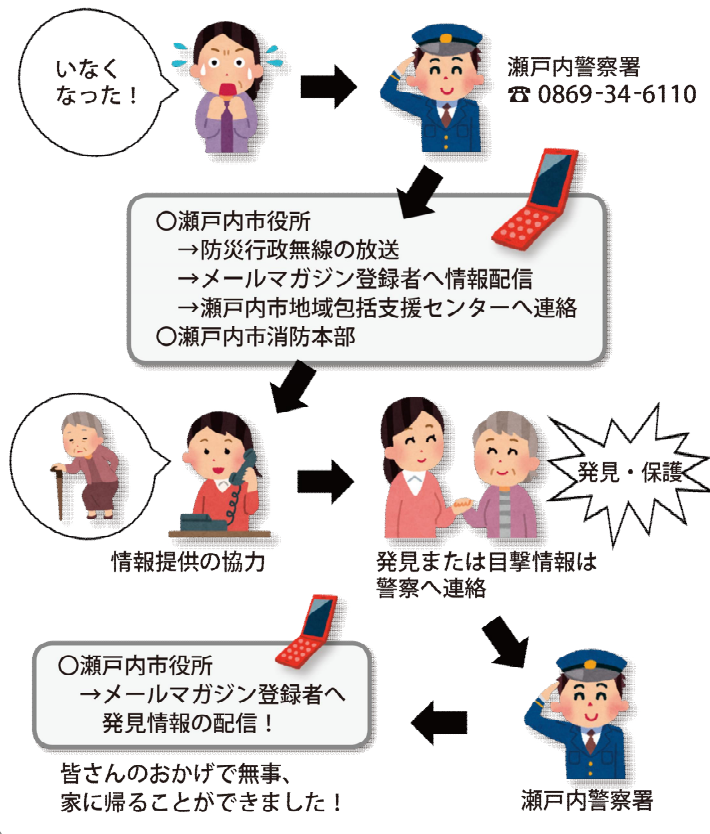 いなく
なった！
瀬戸内警察署
☎ 0869-34-6110
〇瀬戸内市役所
→防災行政無線の放送
→メールマガジン登録者へ情報配信
→瀬戸内市地域包括支援センターへ連絡
〇瀬戸内市消防本部
情報提供の協力
発見・保護
発見または目撃情報は
警察へ連絡
〇瀬戸内市役所
→メールマガジン登録者へ
発見情報の配信！
皆さんのおかげで無事、
家に帰ることができました！
瀬戸内警察署